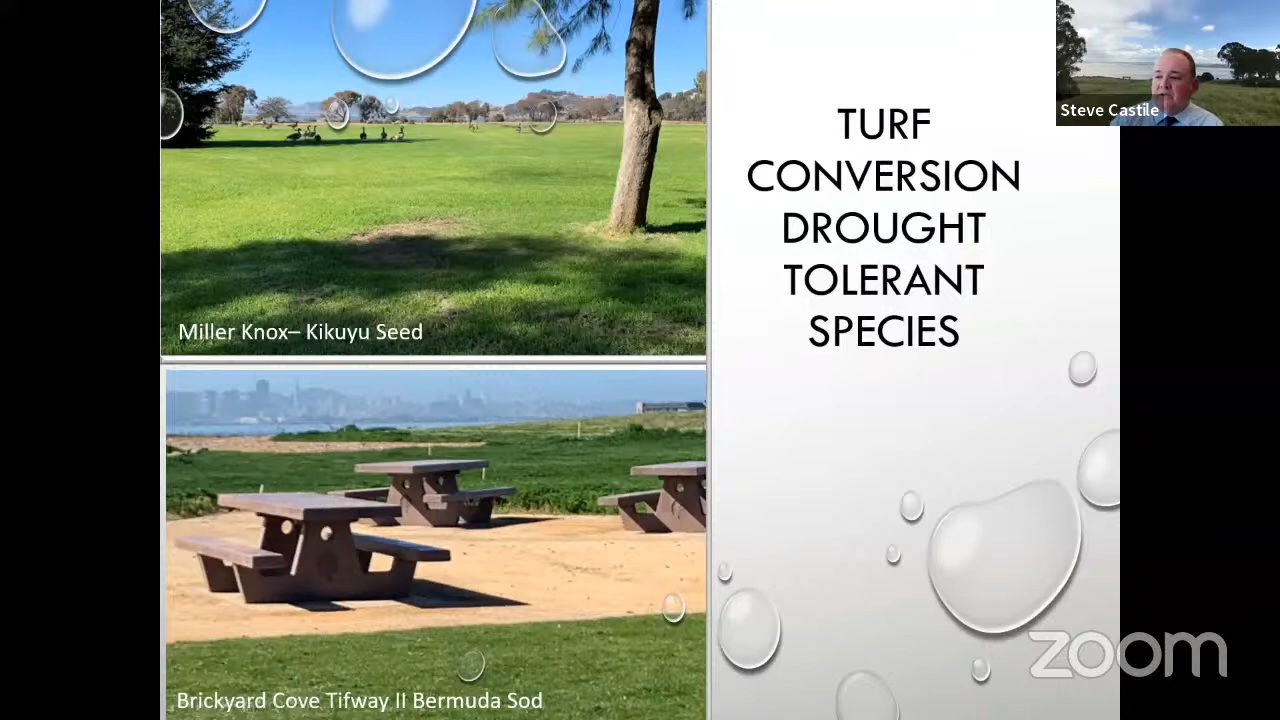 Miller Knox– Kikuyu Seed
Brickyard Cove Tifway II Bermuda Sod
TURF
CONVERSION
DROUGHT
TOLERANT
SPECIES
Steve Castile
zoom